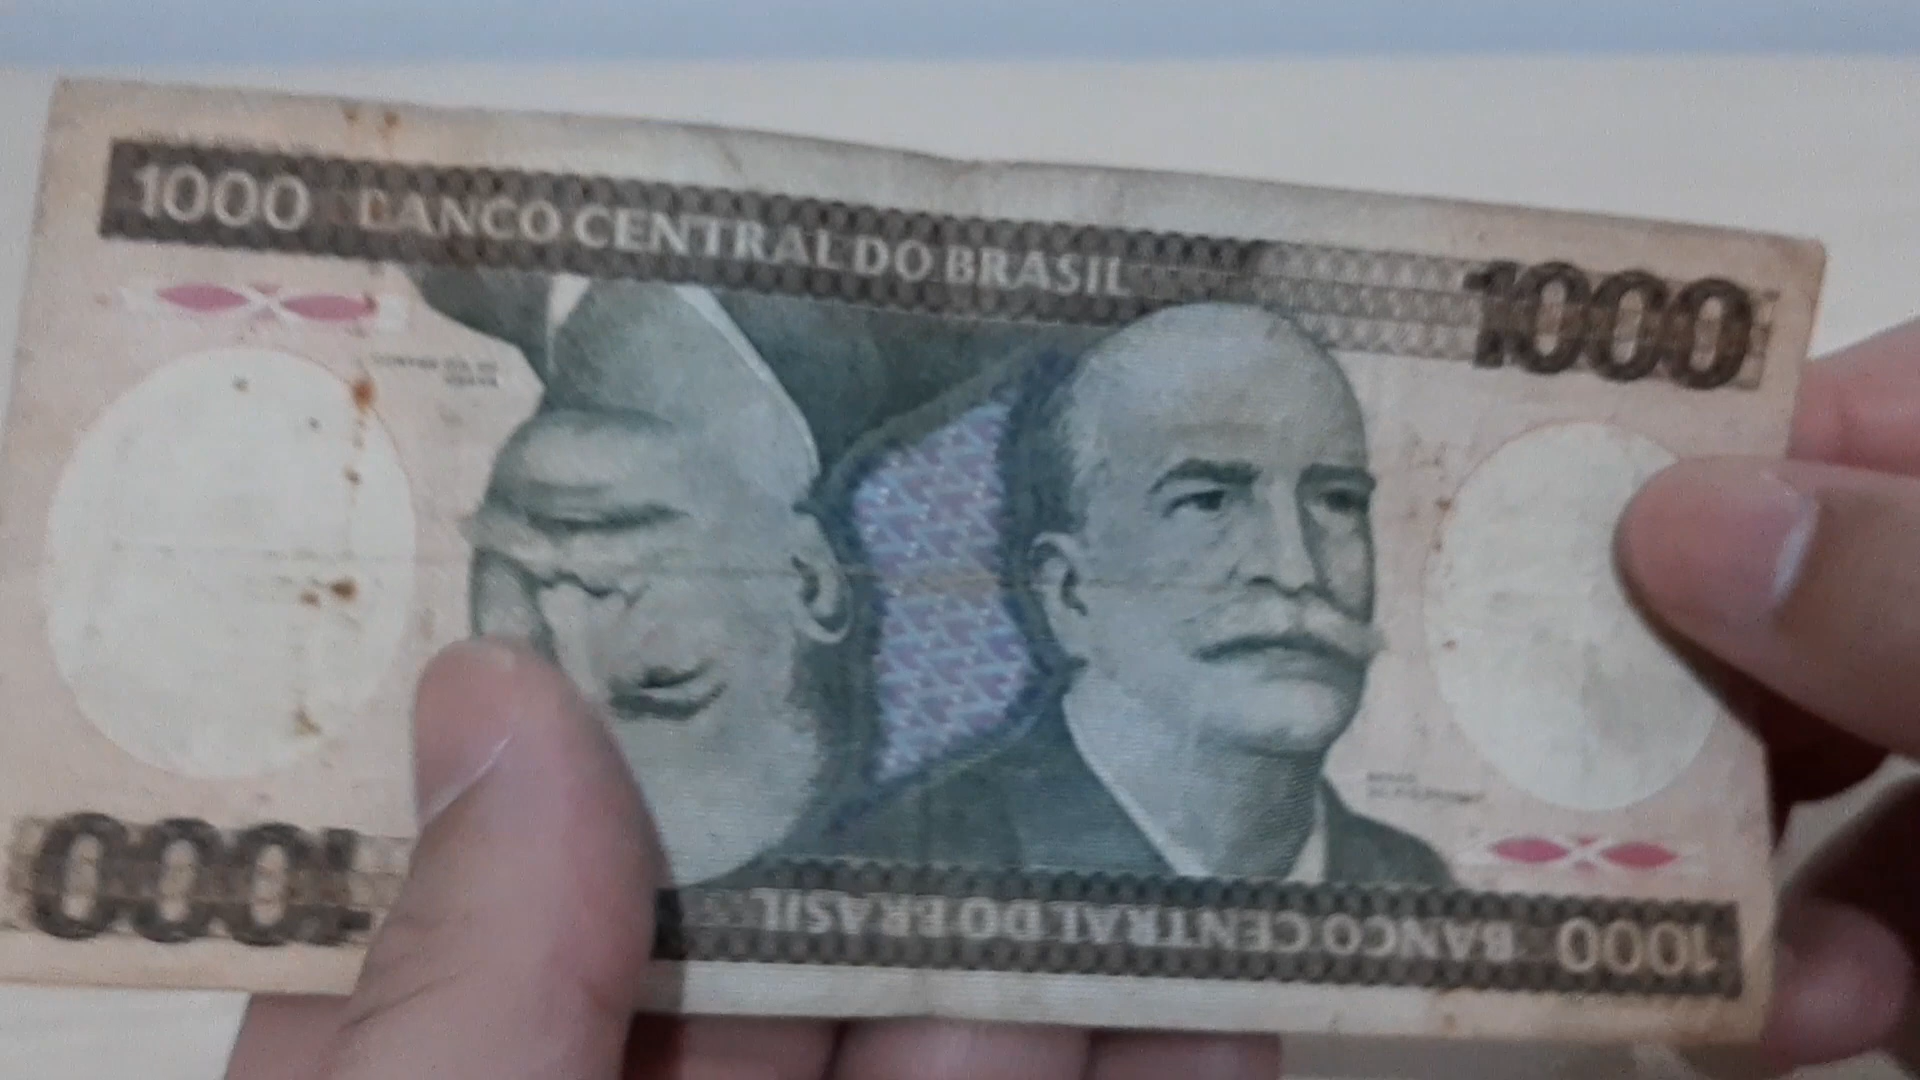 1000 BANCO CENTRAL DO BRASIL
1000
1000
BANCO CENTRAL DO BRASIL 1000